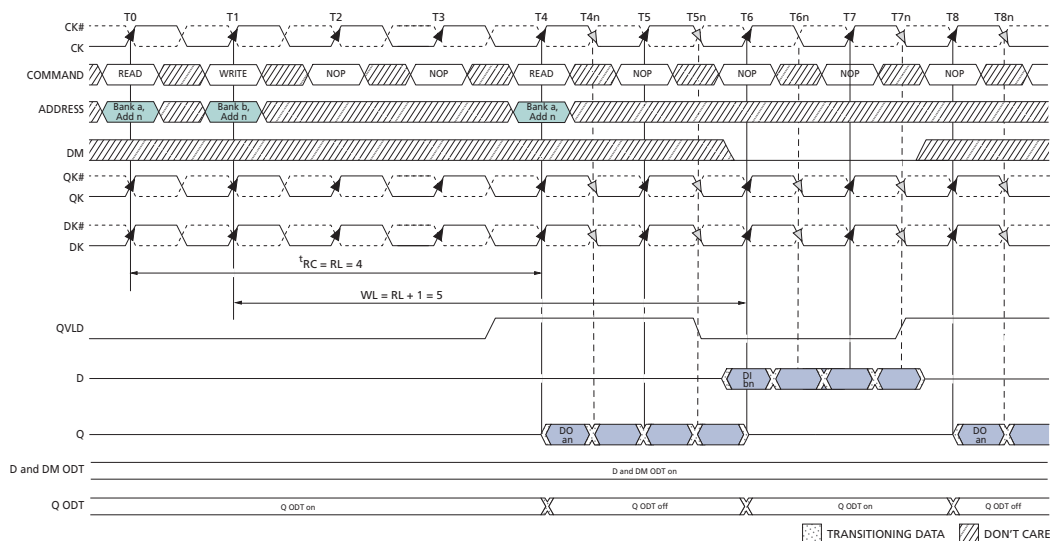 T0 T1 T2 T3 T4 T4n T5 T5n T6 T6n T7 T7n T8 T8n
CK#
CK
COMMAND READ WRITE NOP NOP READ NOP NOP NOP NOP
ADDRESS Bank a, Add n Bank b, Add n Bank a, Add n
DM
QK#
QK
DK#
DK
tRC = RL = 4
WL = RL + 1 = 5
QVLD
D DI bn
Q DO an DO an
D and DM ODT D and DM ODT on
Q ODT Q ODT on Q ODT off Q ODT on Q ODT off
TRANSITIONING DATA DON'T CARE